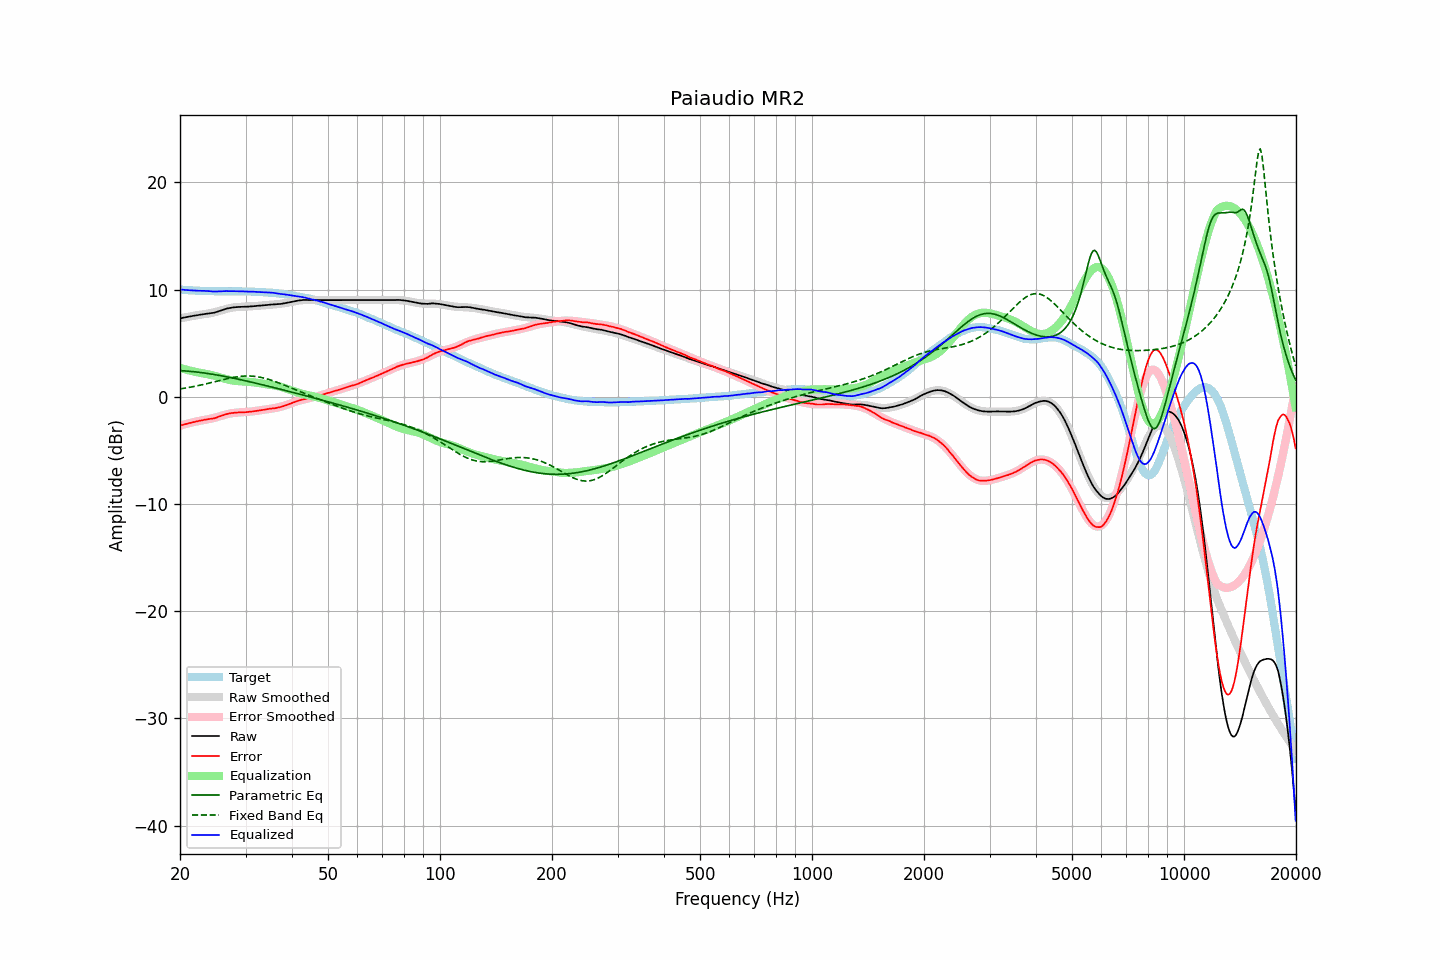 Paiaudio MR2
20
10
0
−10
−20
−30
−40
Amplitude (dBr)
Target
Raw Smoothed
Error Smoothed
Raw
Error
Equalization
Parametric Eq
Fixed Band Eq
Equalized
20 50 100 200 500 1000 2000 5000 10000 20000
Frequency (Hz)